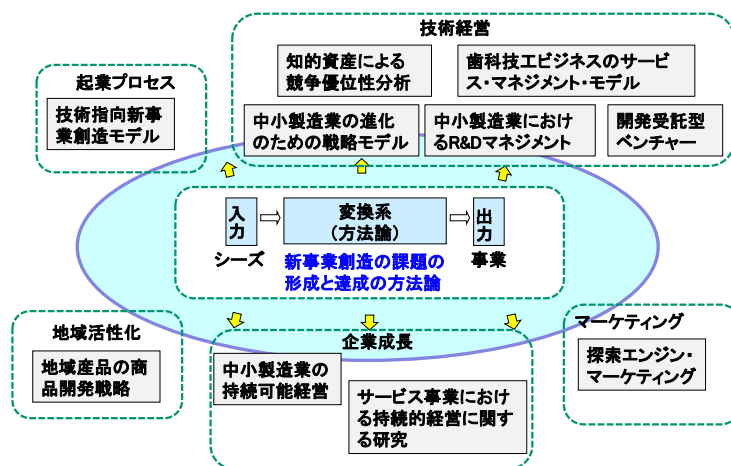 技術経営
知的資産による
競争優位性分析
歯科技工ビジネスのサービ
ス・マネジメント・モデル
中小製造業の進化
のための戦略モデル
中小製造業におけ
るR&Dマネジメント
開発受託型
ベンチャー
起業プロセス
技術指向新事
業創造モデル
入力
変換系
(方法論)
出力
シーズ
事業
新事業創造の課題の
形成と達成の方法論
地域活性化
地域産品の商
品開発戦略
企業成長
中小製造業の
持続可能経営
サービス事業におけ
る持続的経営に関す
る研究
マーケティング
探索エンジン・
マーケティング